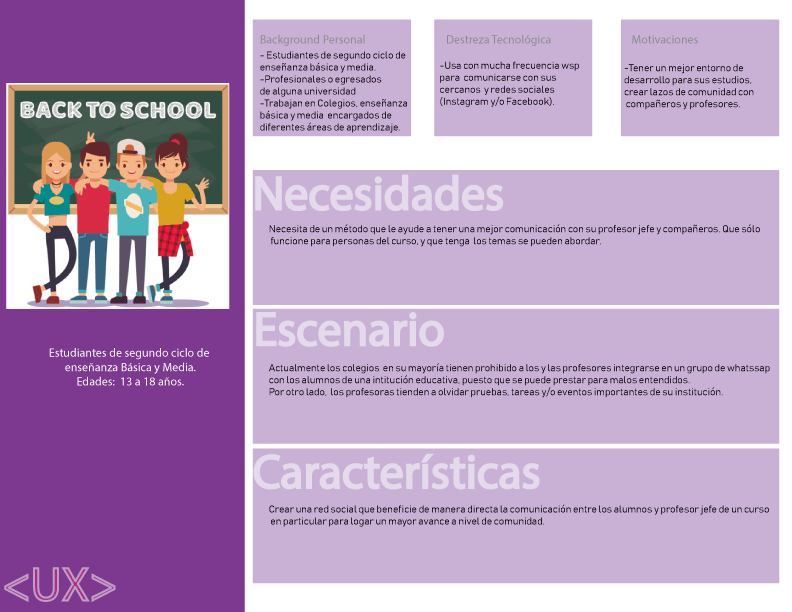 BACK TO SCHOOL
Estudiantes de segundo ciclo de
enseñanza Básica y Media.
Edades: 13 a 18 años.
<UX>
Background Personal
- Estudiantes de segundo ciclo de
enseñanza básica y media.
-Profesionales o egresados
de alguna universidad
-Trabajan en Colegios, enseñanza
básica y media encargados de
diferentes áreas de aprendizaje.
Destreza Tecnológica
-Usa con mucha frecuencia wsp
para comunicarse con sus
cercanos y redes sociales
(Instagram y/o Facebook).
Motivaciones
-Tener un mejor entorno de
desarrollo para sus estudios,
crear lazos de comunidad con
compañeros y profesores.
Necesidades
Necesita de un método que le ayude a tener una mejor comunicación con su profesor jefe y compañeros. Que sólo
funcione para personas del curso, y que tenga los temas se pueden abordar.
Escenario
Actualmente los colegios en su mayoría tienen prohibido a los y las profesores integrarse en un grupo de whatssap
con los alumnos de una intitución educativa, puesto que se puede prestar para malos entendidos.
Por otro lado, los profesoras tienden a olvidar pruebas, tareas y/o eventos importantes de su institución.
Características
Crear una red social que beneficie de manera directa la comunicación entre los alumnos y profesor jefe de un curso
en particular para logar un mayor avance a nivel de comunidad.